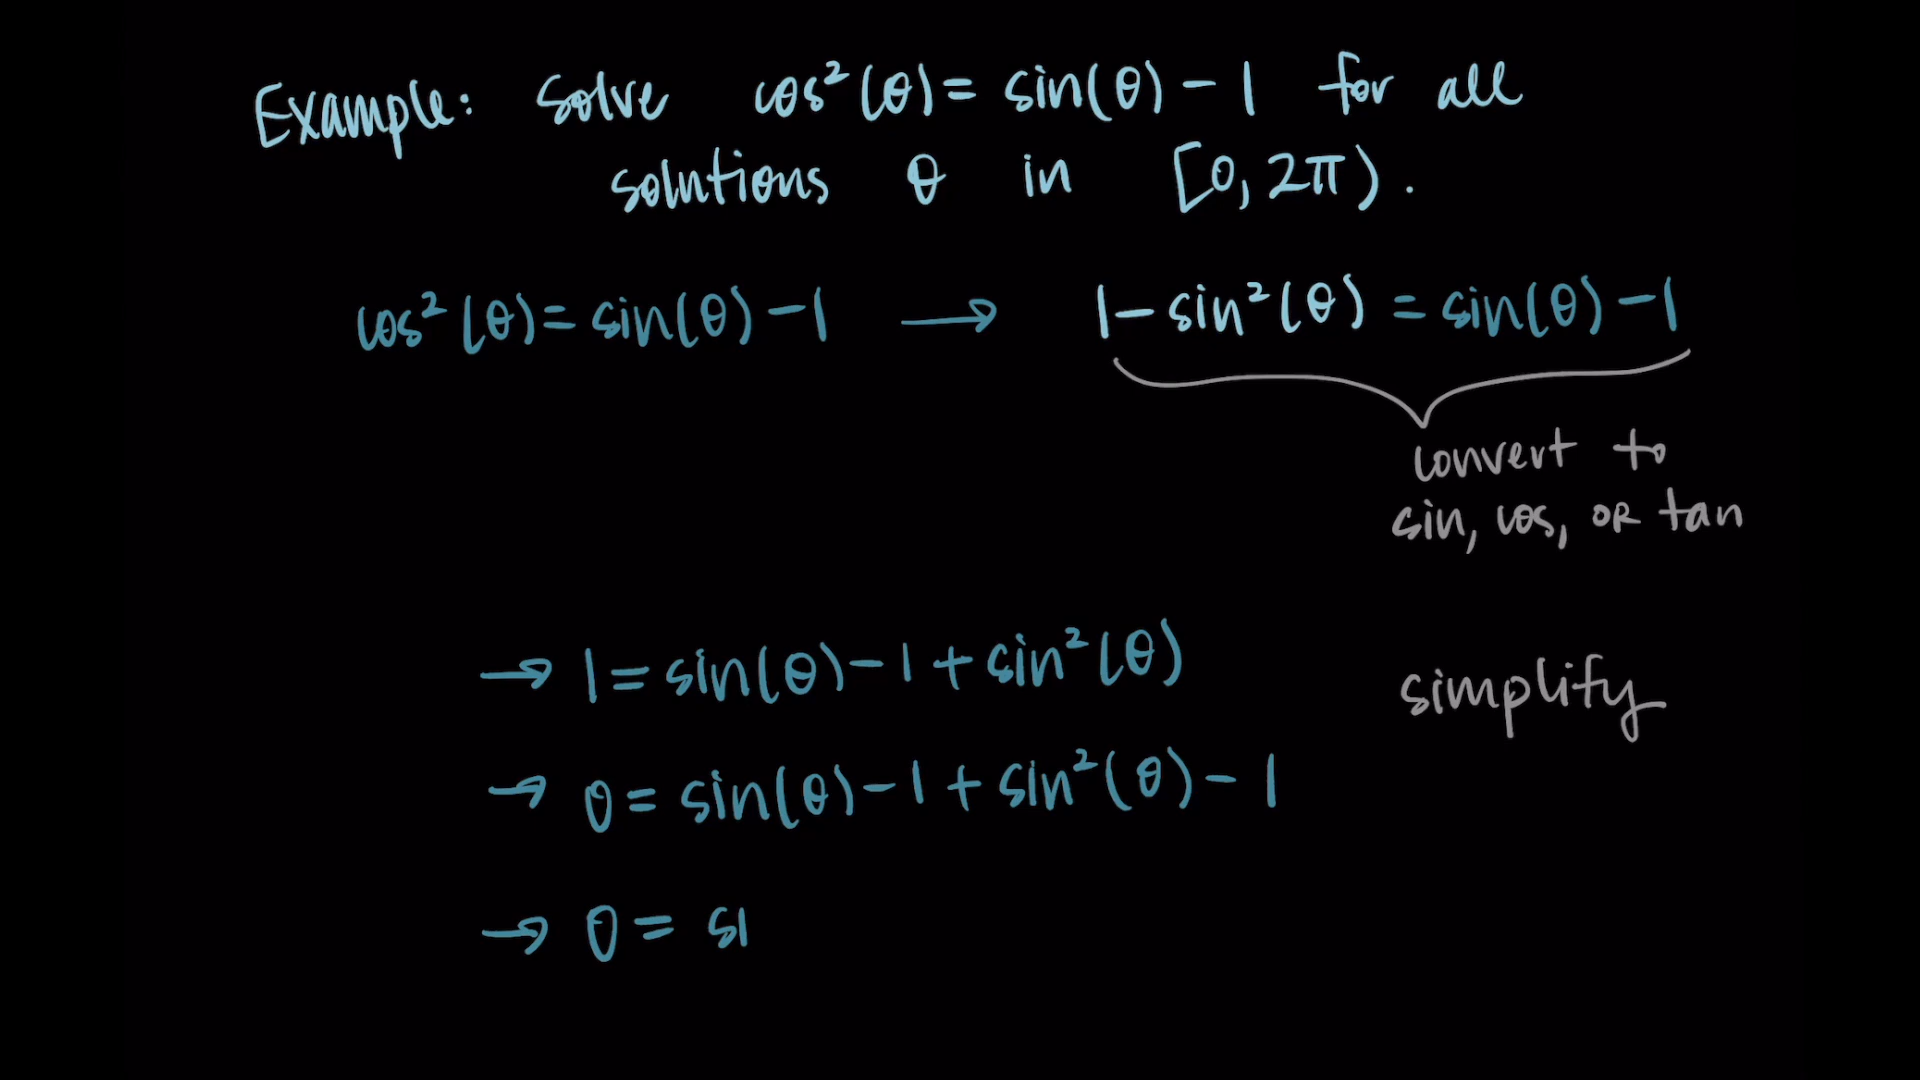 Example: solve cos²(θ) = sin(θ) - 1 for all
solutions θ in [0, 2π).
cos²(θ) = sin(θ) - 1 → 1 - sin²(θ) = sin(θ) - 1
convert to
sin, cos, OR tan
→ 1 = sin(θ) - 1 + sin²(θ) simplify
→ 0 = sin(θ) - 1 + sin²(θ) - 1
→ 0 = si